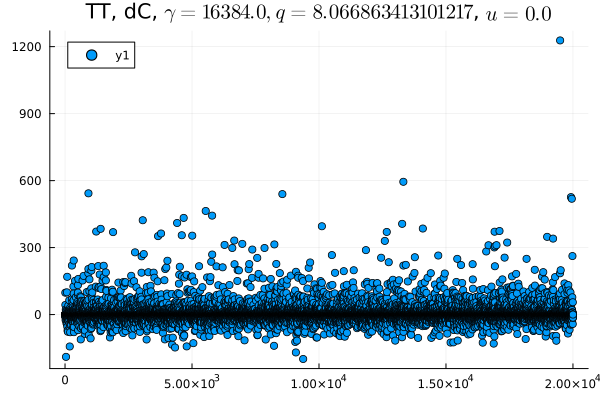 TT, dC, γ = 16384.0, q = 8.066863413101217, u = 0.0
y1
1200
900
600
300
0
0 5.00×10³ 1.00×10⁴ 1.50×10⁴ 2.00×10⁴